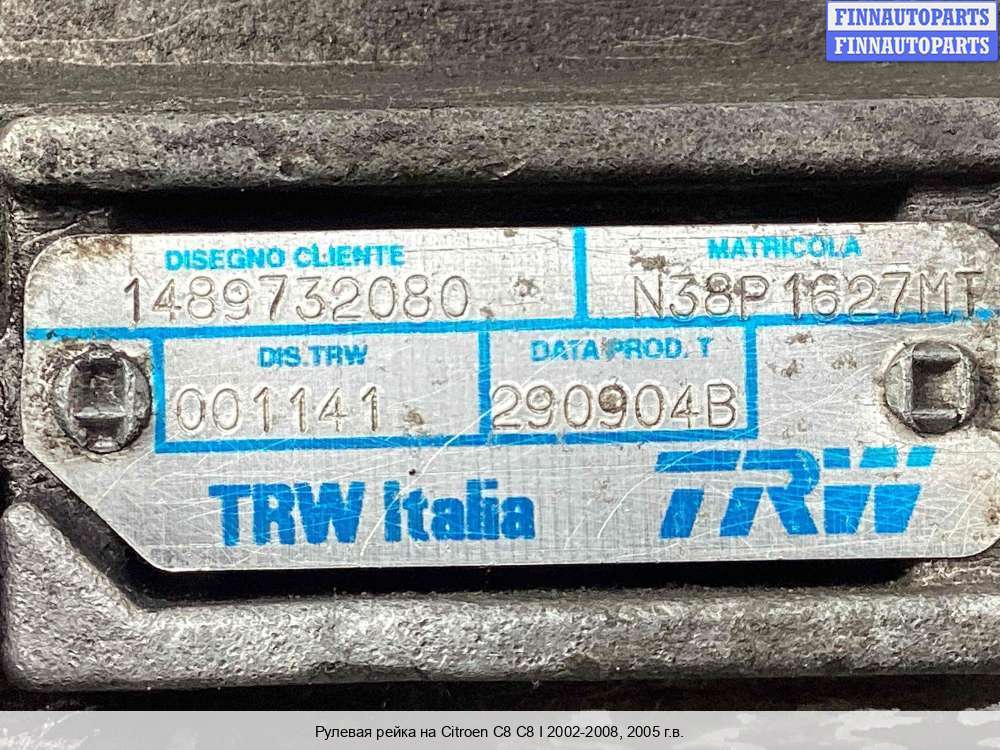 FINNAUTOPARTS
FINNAUTOPARTS
DISEGNO CLIENTE
1489732080
MATRICOLA
N38P1627MT
DIS.TRW
001141
DATA PROD. T
290904B
TRW Italia
TRW
Рулевая рейка на Citroen C8 C8 I 2002-2008, 2005 г.в.